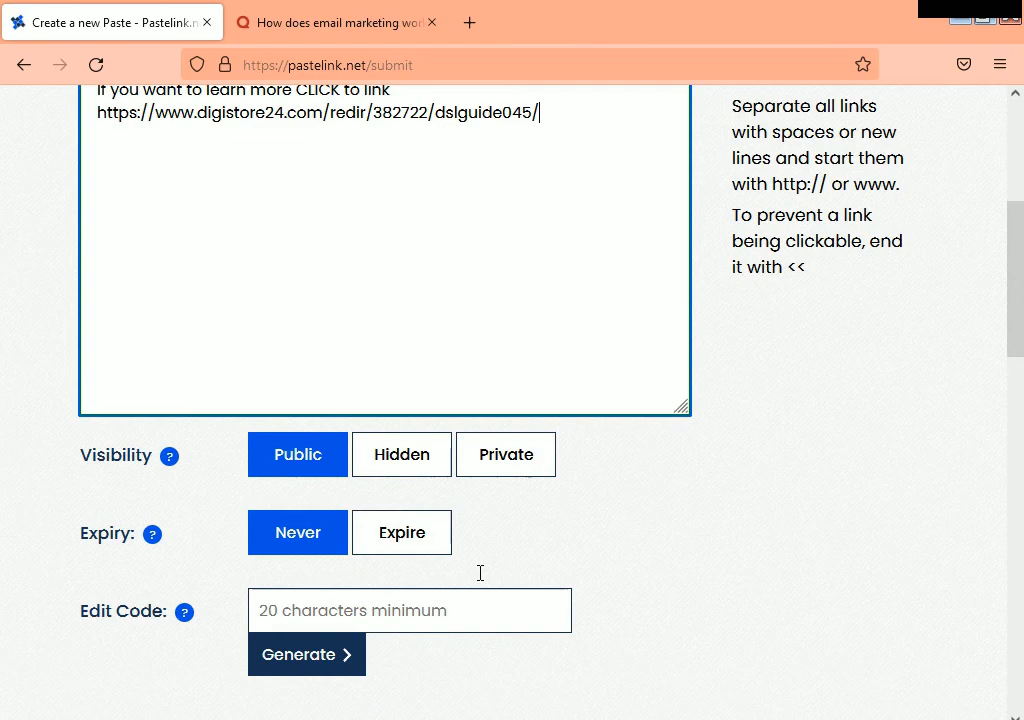 Create a new Paste - Pastelink.n
How does email marketing wor
https://pastelink.net/submit
If you want to learn more CLICK to link
https://www.digistore24.com/redir/382722/dslguide045/
Separate all links
with spaces or new
lines and start them
with http:// or www.
To prevent a link
being clickable, end
it with <<
Visibility ?
Public
Hidden
Private
Expiry: ?
Never
Expire
Edit Code: ?
20 characters minimum
Generate